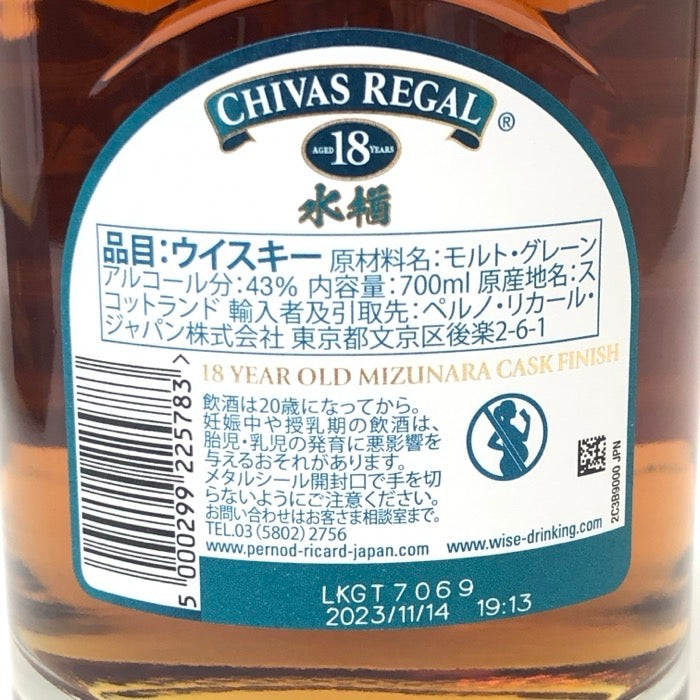 CHIVAS REGAL ®
AGED 18 YEARS
水楢
品目:ウイスキー 原材料名:モルト・グレーン
アルコール分:43% 内容量:700ml 原産地名:ス
コットランド 輸入者及引取先:ペルノ・リカール・
ジャパン株式会社 東京都文京区後楽2-6-1
18 YEAR OLD MIZUNARA CASK FINISH
飲酒は20歳になってから。
妊娠中や授乳期の飲酒は、
胎児・乳児の発育に悪影響を
与えるおそれがあります。
メタルシール開封口で手を切
らないようにご注意ください。
お問い合わせはお客さま相談室まで。
TEL.03 (5802) 2756
www.pernod-ricard-japan.com www.wise-drinking.com
5 000299 225783 >
2C3B9000 JPN
LKGT7069
2023/11/14 19:13